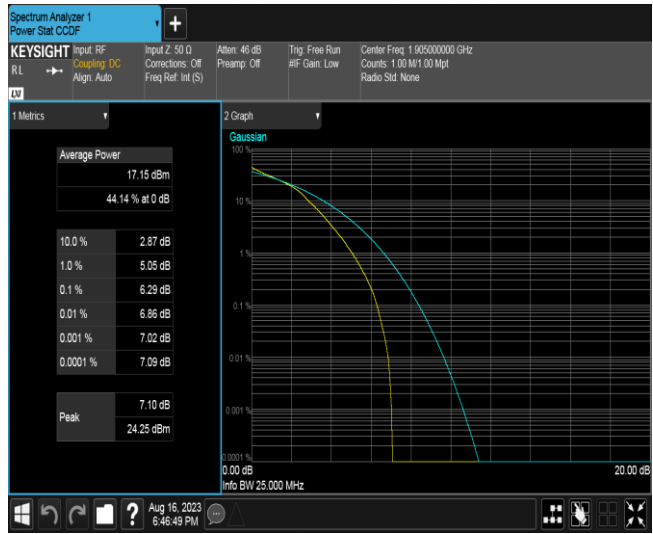 Spectrum Analyzer 1
Power Stat CCDF
KEYSIGHT
RL
LXI
Input: RF
Coupling: DC
Align: Auto
Input Z: 50 Ω
Corrections: Off
Freq Ref: Int (S)
Atten: 46 dB
Preamp: Off
Trig: Free Run
#IF Gain: Low
Center Freq: 1.905000000 GHz
Counts: 1.00 M/1.00 Mpt
Radio Std: None
1 Metrics
Average Power
17.15 dBm
44.14 % at 0 dB
10.0 % 2.87 dB
1.0 % 5.05 dB
0.1 % 6.29 dB
0.01 % 6.86 dB
0.001 % 7.02 dB
0.0001 % 7.09 dB
Peak
7.10 dB
24.25 dBm
2 Graph
Gaussian
100 %
10 %
1 %
0.1 %
0.01 %
0.001 %
0.0001 %
0.00 dB 20.00 dB
Info BW 25.000 MHz
?
Aug 16, 2023
6:46:49 PM